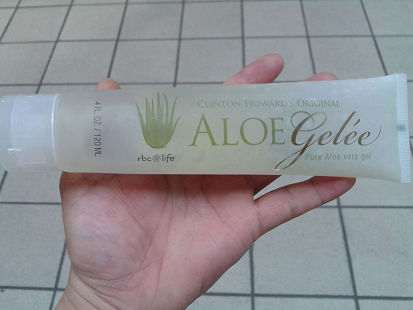 CLINTON HOWARD'S ORIGINAL
ALOE Gelée
Pure Aloe vera gel
rbc life
4 FL OZ / 120 ML